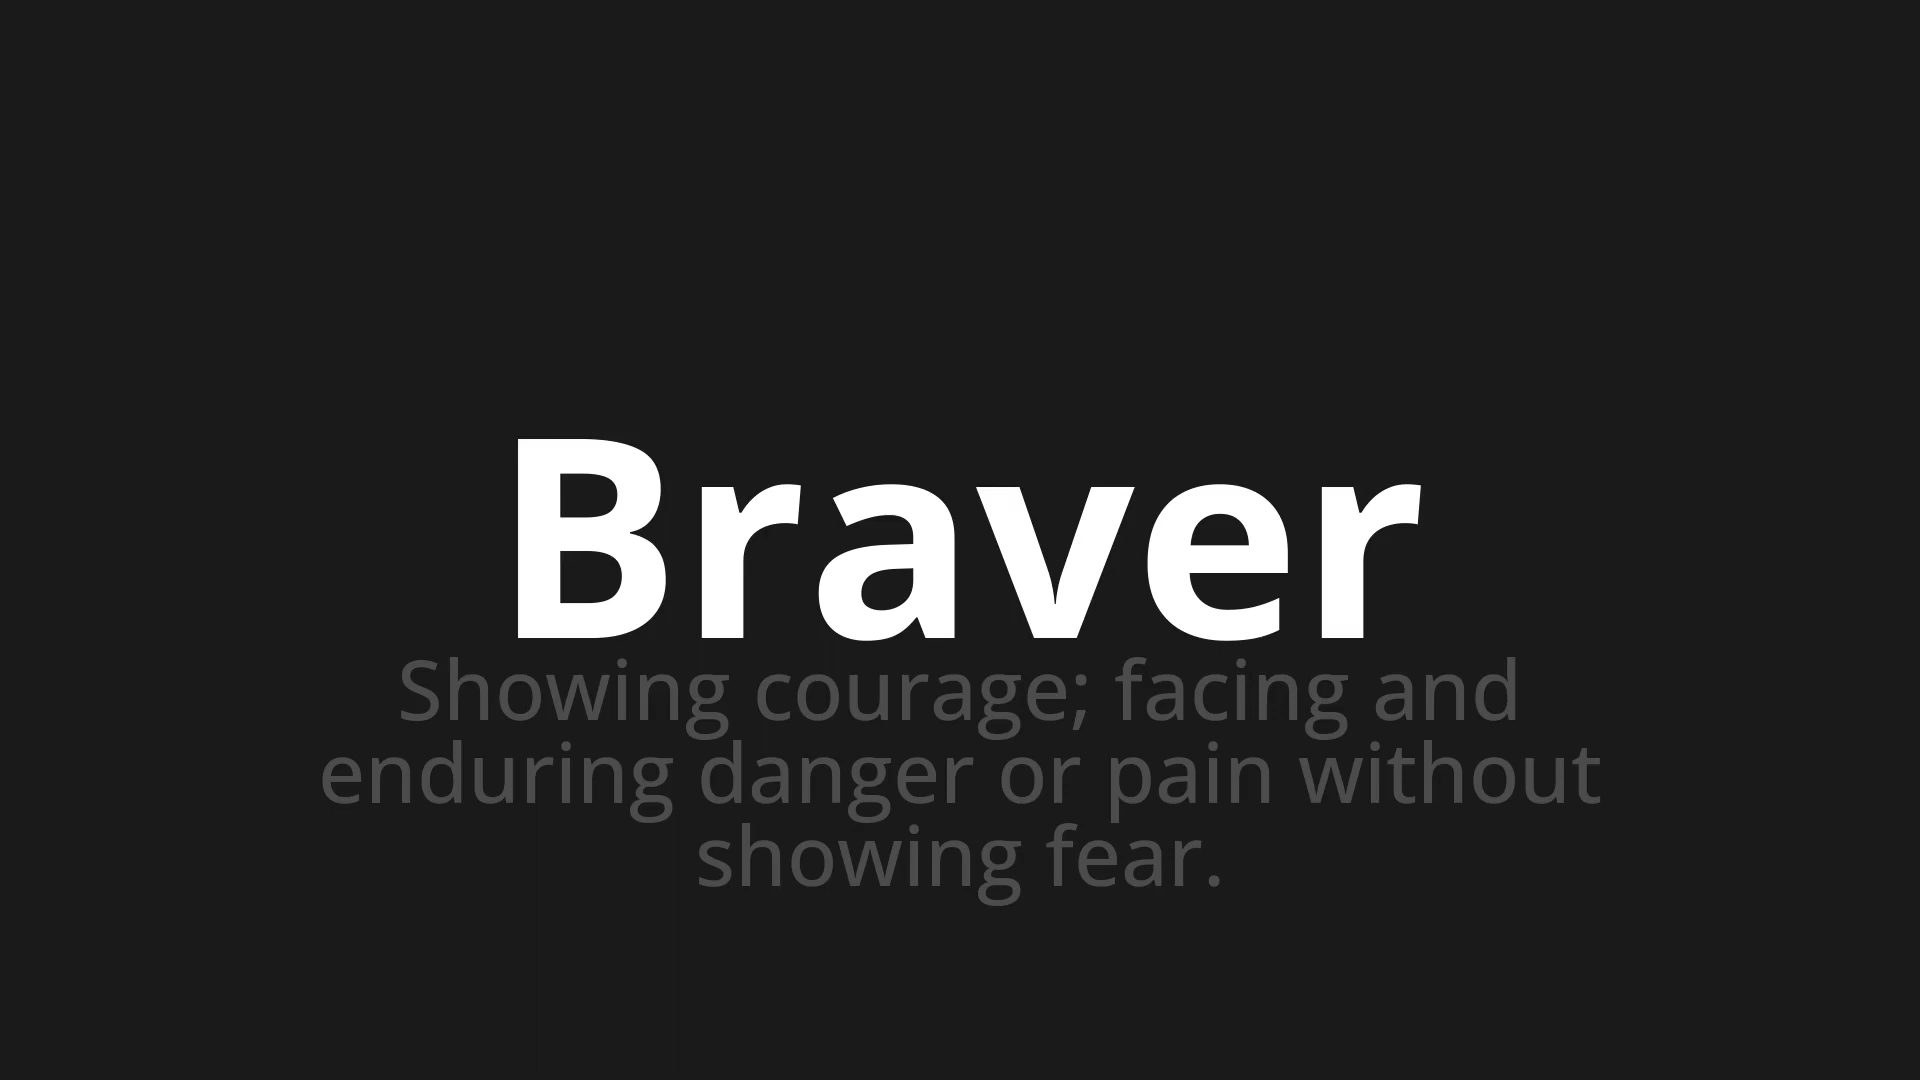 Braver
Showing courage; facing and
enduring danger or pain without
showing fear.